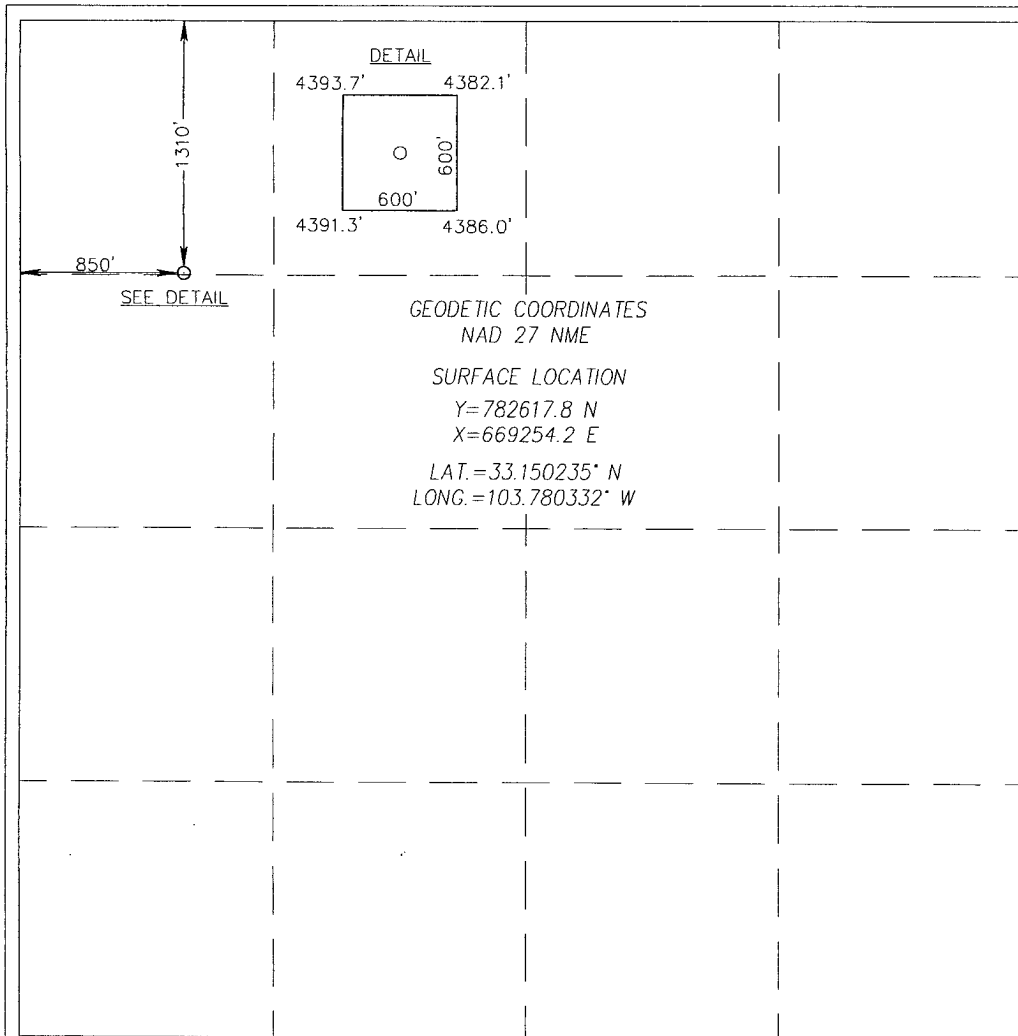 DETAIL
4393.7' 4382.1'
1310'
600'
600'
4391.3' 4386.0'
850'
SEE DETAIL
GEODETIC COORDINATES
NAD 27 NME
SURFACE LOCATION
Y=782617.8 N
X=669254.2 E
LAT.=33.150235° N
LONG.=103.780332° W